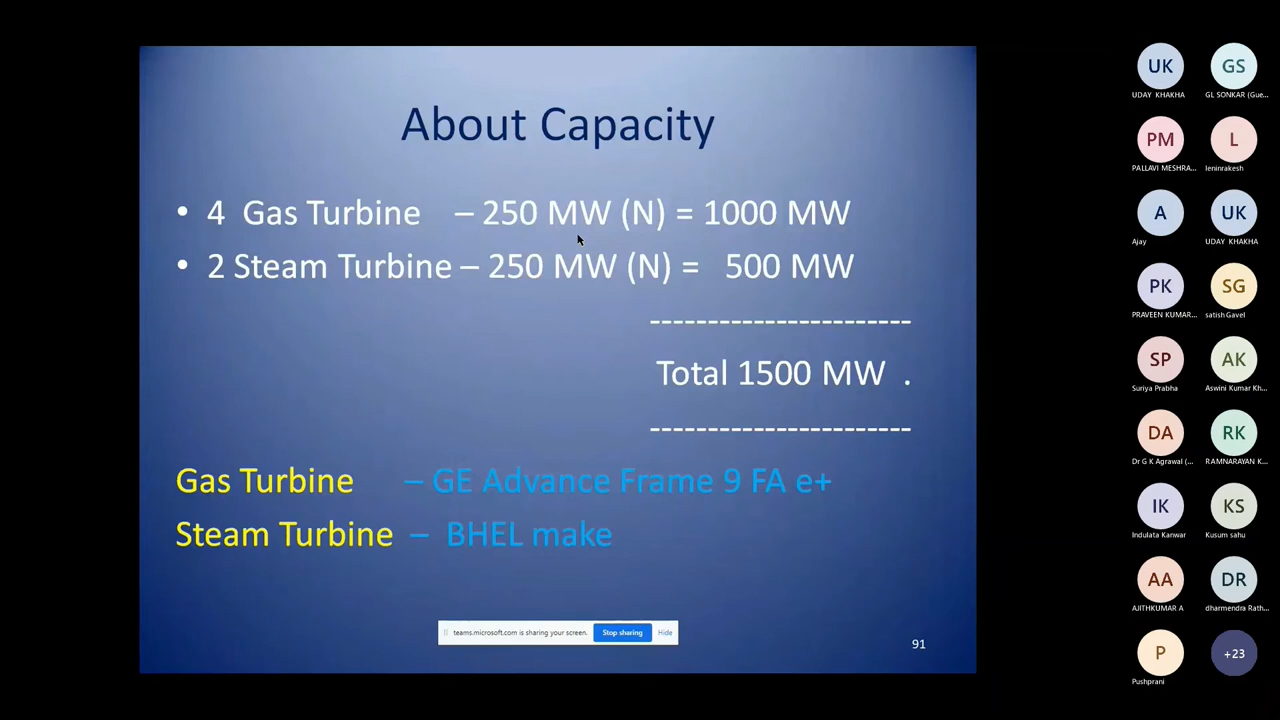 About Capacity
• 4 Gas Turbine – 250 MW (N) = 1000 MW
• 2 Steam Turbine – 250 MW (N) = 500 MW
-----------------------
Total 1500 MW .
-----------------------
Gas Turbine – GE Advance Frame 9 FA e+
Steam Turbine – BHEL make
teams.microsoft.com is sharing your screen. Stop sharing Hide
91
UK GS
UDAY KHAKHA GL SONKAR (Gue...
PM L
PALLAVI MESHRA... leninrakesh
A UK
Ajay UDAY KHAKHA
PK SG
PRAVEEN KUMAR... satish Gavel
SP AK
Suriya Prabha Aswini Kumar Kh...
DA RK
Dr G K Agrawal (... RAMNARAYAN K...
IK KS
Indulata Kanwar Kusum sahu
AA DR
AJITHKUMAR A dharmendra Rath...
P +23
Pushprani